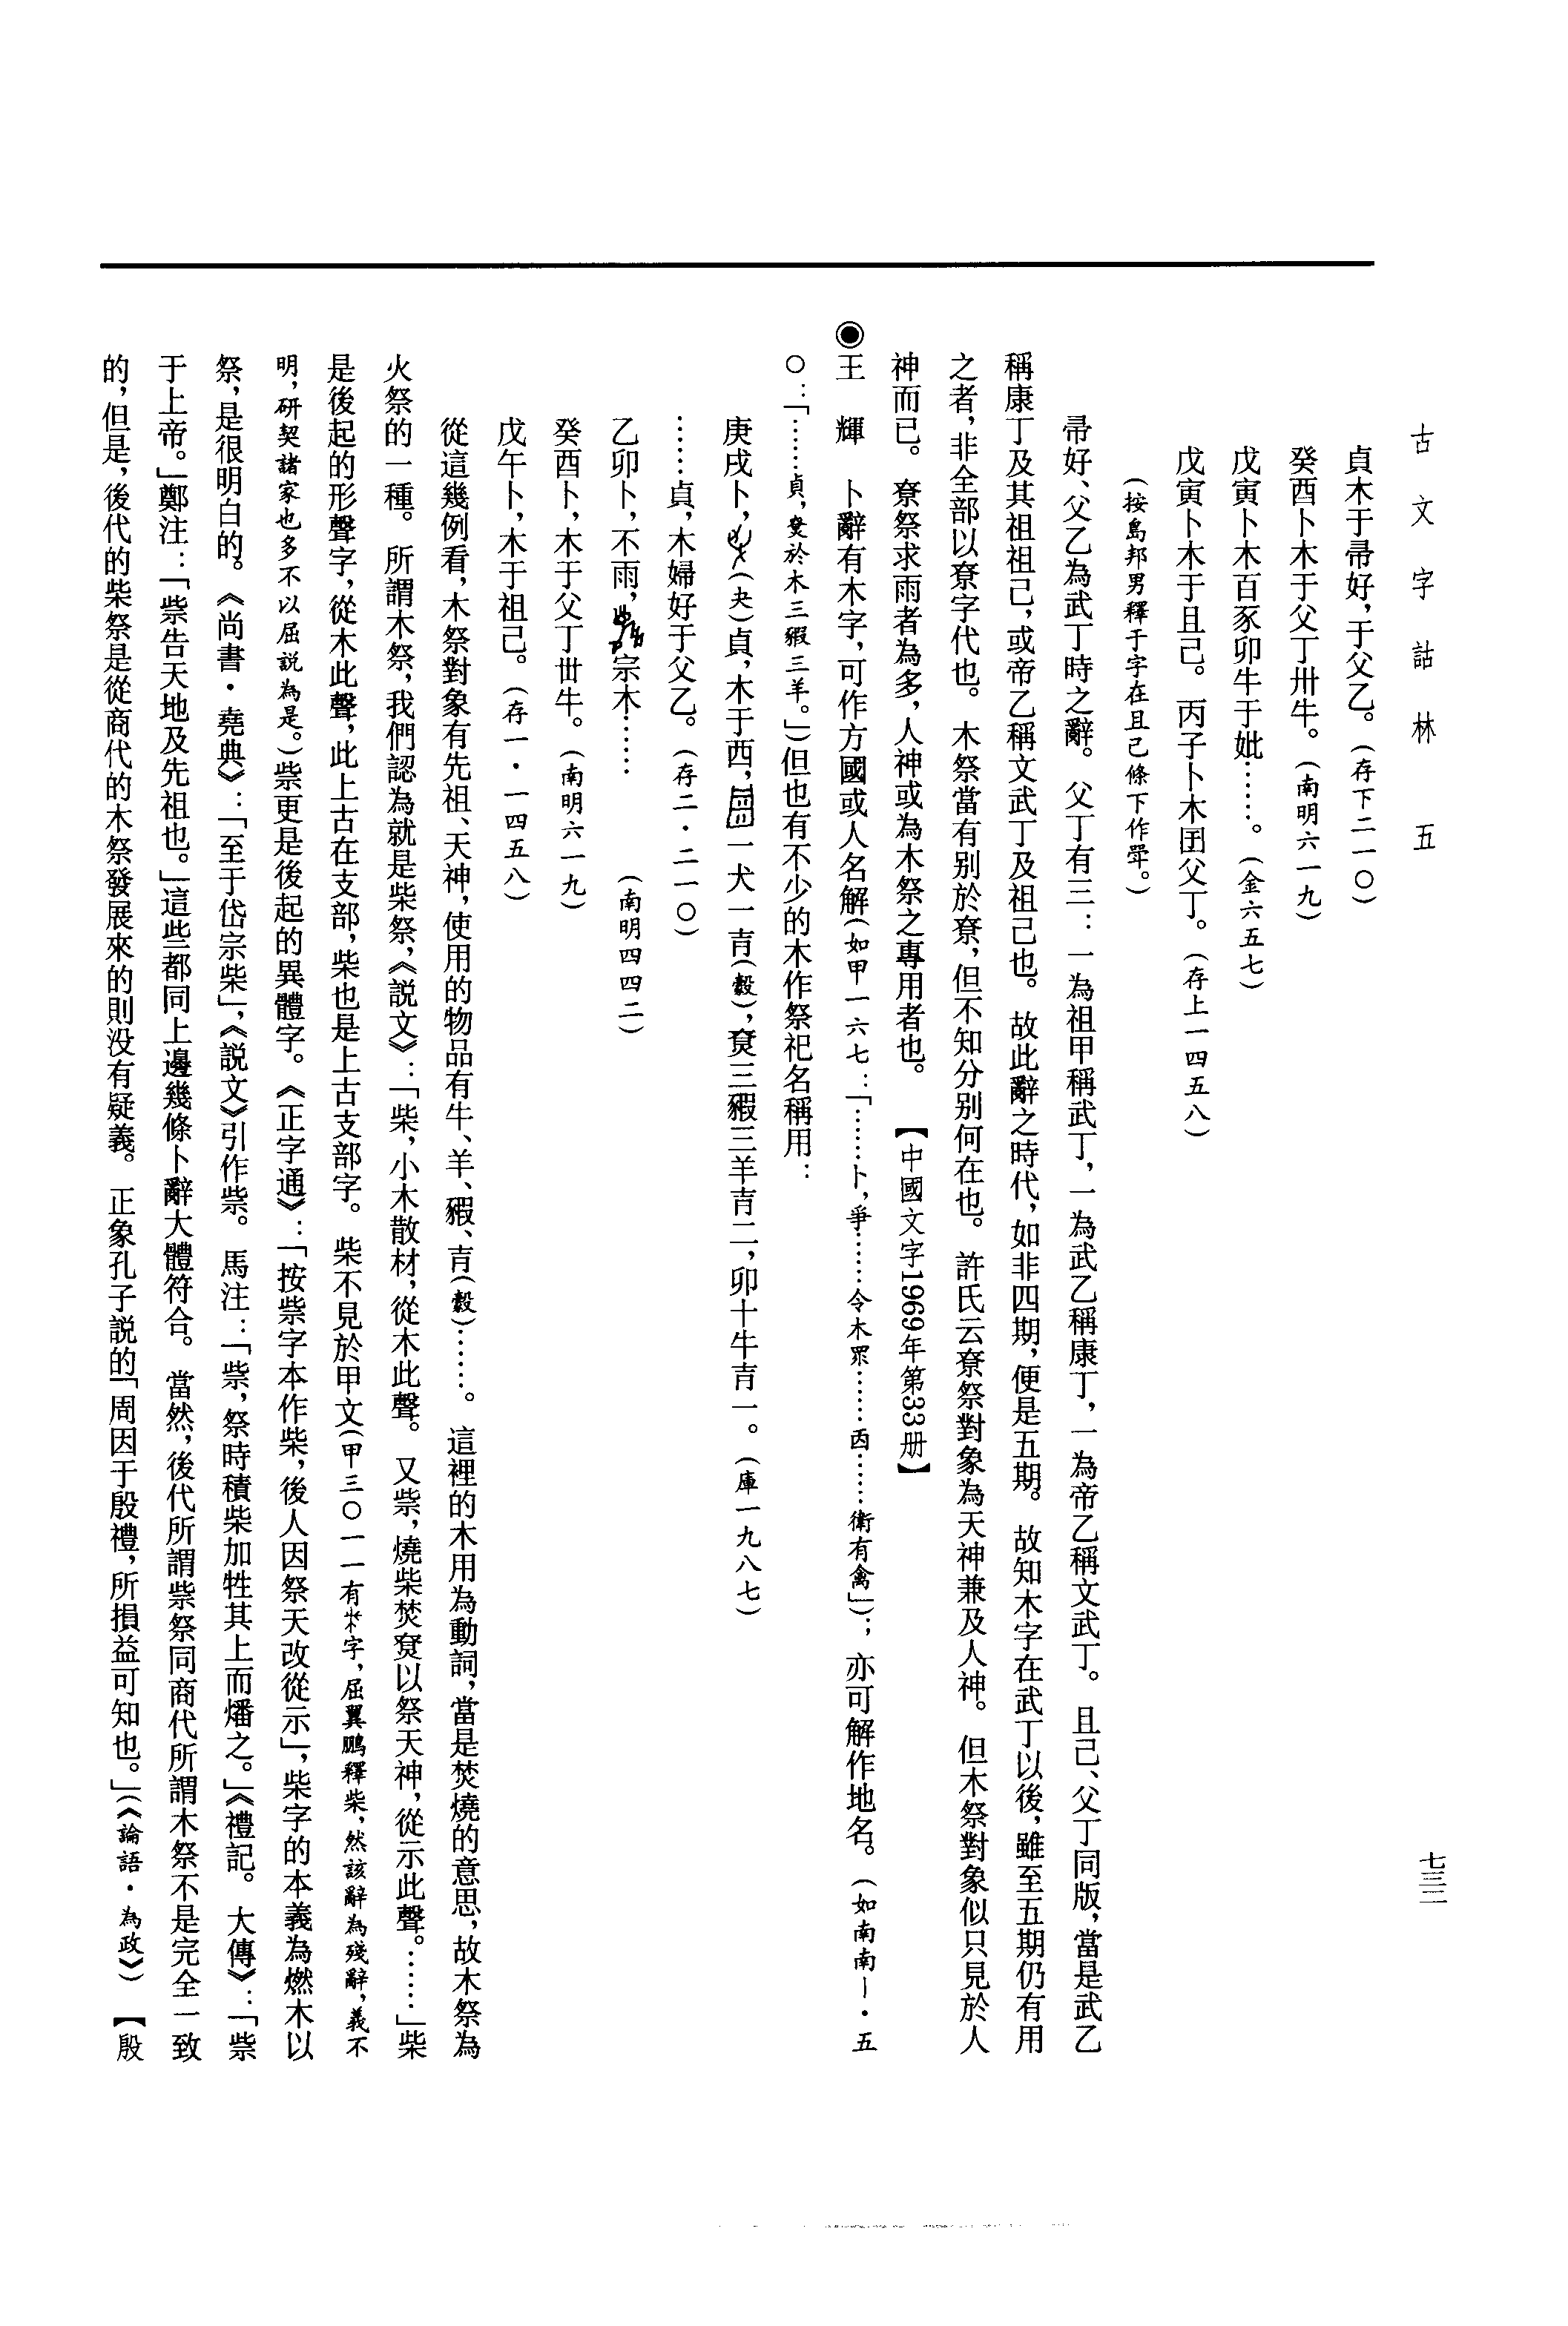 古文字詁林 五
七三二
貞木于帚好，于父乙。（存下二一〇）
癸酉卜木于父丁卅牛。（南明六一九）
戊寅卜木百豕卯牛于妣……。（金六五七）
戊寅卜木于且己。丙子卜木囝父丁。（存上一四五八）
（按島邦男釋于字在且己條下作斝。）
帚好、父乙為武丁時之辭。父丁有三：一為祖甲稱武丁，一為武乙稱康丁，一為帝乙稱文武丁。且己、父丁同版，當是武乙
稱康丁及其祖祖己，或帝乙稱文武丁及祖己也。故此辭之時代，如非四期，便是五期。故知木字在武丁以後，雖至五期仍有用
之者，非全部以尞字代也。木祭當有别於尞，但不知分别何在也。許氏云尞祭對象為天神兼及人神。但木祭對象似只見於人
神而已。尞祭求雨者為多，人神或為木祭之專用者也。【中國文字1969年第33册】
◉王　輝　卜辭有木字，可作方國或人名解（如甲一六七：「……卜，爭……令木眔……西……衛有禽」）；亦可解作地名。（如南南一・五
〇：「……貞，㚔於木三豭三羊。」）但也有不少的木作祭祀名稱用：
庚戌卜，（夬）貞，木于西，一犬一㱿（穀），尞三豭三羊㱿二，卯十牛㱿一。（庫一九八七）
……貞，木婦好于父乙。（存二・二一〇）
乙卯卜，不雨，宗木……　（南明四四二）
癸酉卜，木于父丁丗牛。（南明六一九）
戊午卜，木于祖己。（存一・一四五八）
從這幾例看，木祭對象有先祖、天神，使用的物品有牛、羊、豭、㱿（穀）……。這裡的木用為動詞，當是焚燒的意思，故木祭為
火祭的一種。所謂木祭，我們認為就是柴祭，《説文》：「柴，小木散材，從木此聲。又祡，燒柴焚尞以祭天神，從示此聲。……」柴
是後起的形聲字，從木此聲，此上古在支部，柴也是上古支部字。柴不見於甲文（甲三〇一一有字，屈翼鵬釋柴，然該辭為殘辭，義不
明，研契諸家也多不以屈説為是。）祡更是後起的異體字。《正字通》：「按祡字本作柴，後人因祭天改從示」，柴字的本義為燃木以
祭，是很明白的。《尚書・堯典》：「至于岱宗柴」，《説文》引作祡。馬注：「祡，祭時積柴加牲其上而燔之。」《禮記。大傳》：「祡
于上帝。」鄭注：「祡告天地及先祖也。」這些都同上邊幾條卜辭大體符合。當然，後代所謂祡祭同商代所謂木祭不是完全一致
的，但是，後代的柴祭是從商代的木祭發展來的則没有疑義。正象孔子説的「周因于殷禮，所損益可知也。」（《論語・為政》）【殷